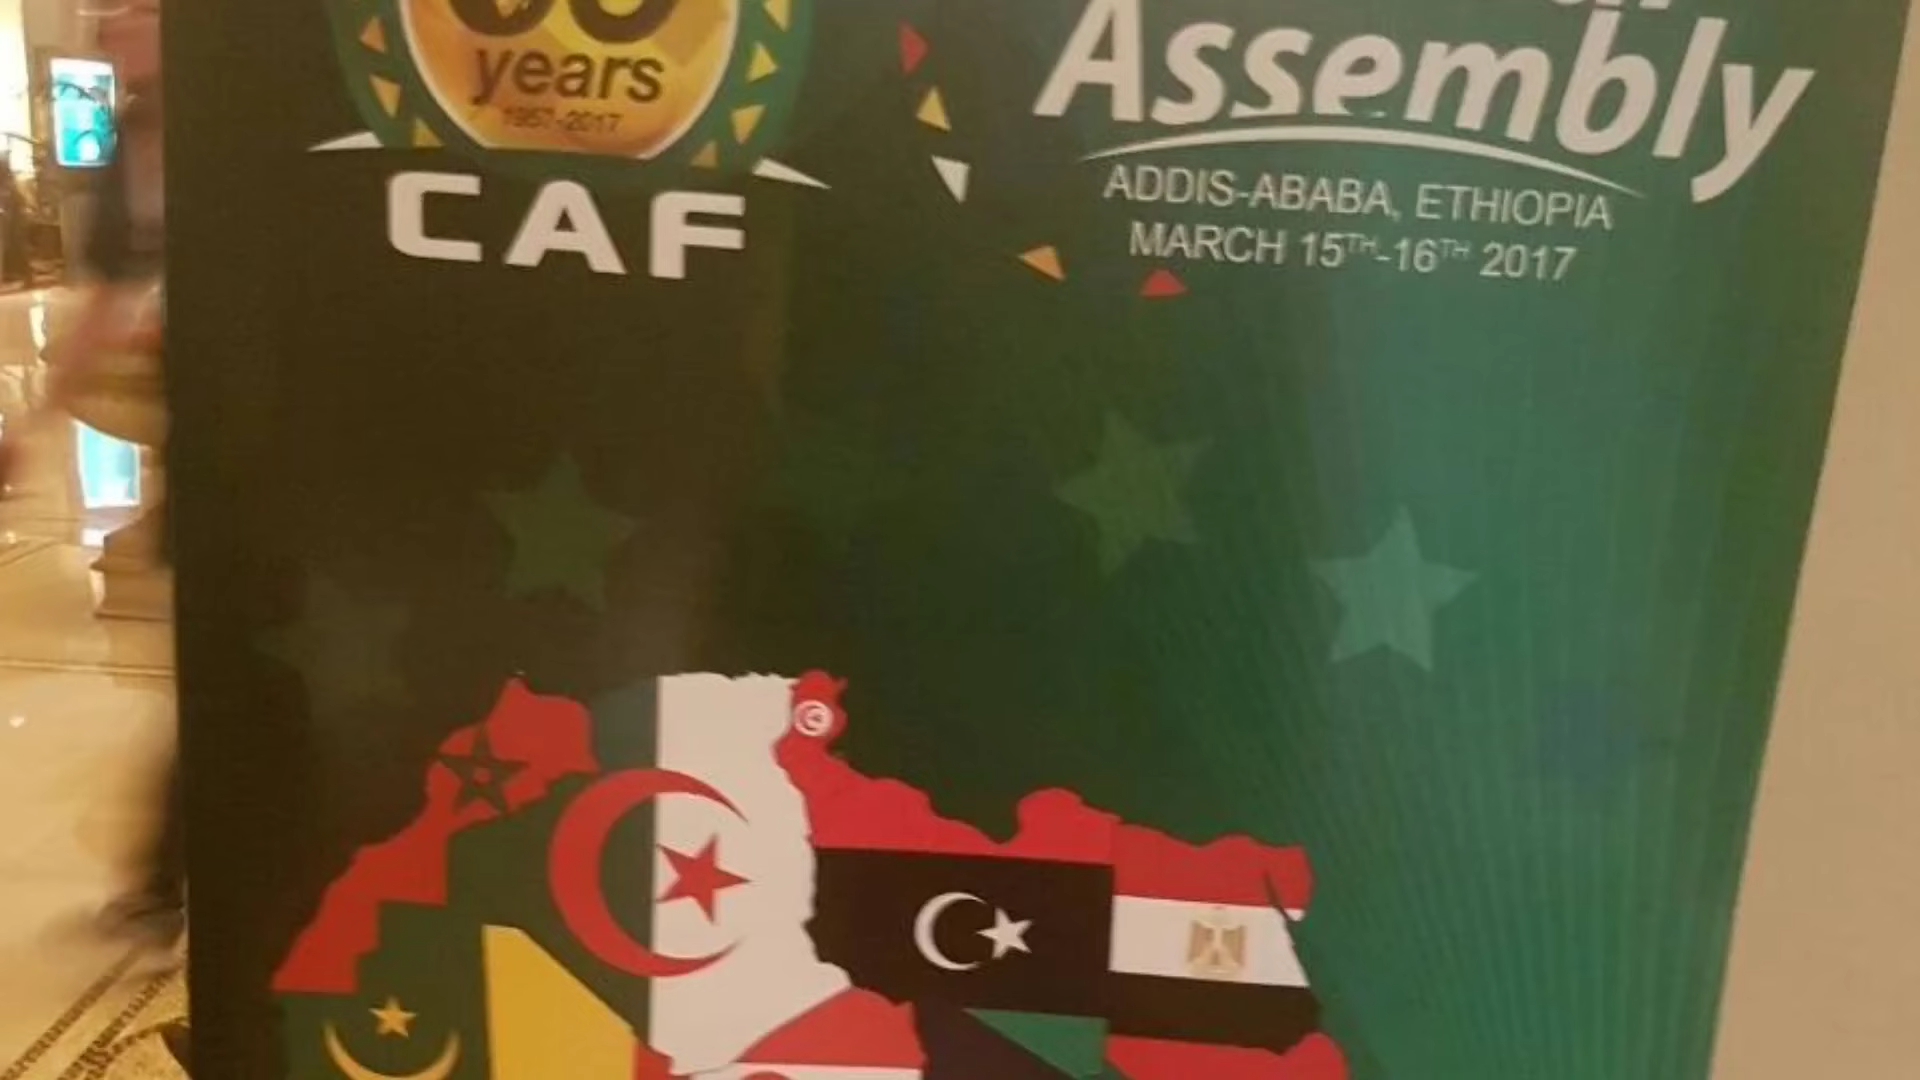 years
1957-2017
CAF
Assembly
ADDIS-ABABA, ETHIOPIA
MARCH 15TH-16TH 2017